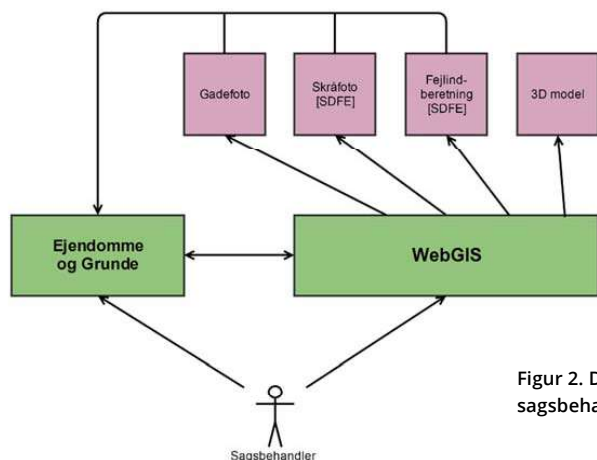 Gadefoto
Skråfoto
[SDFE]
Fejlind-
beretning
[SDFE]
3D model
Ejendomme
og Grunde
WebGIS
Sagsbehandler
Figur 2. D
sagsbeha